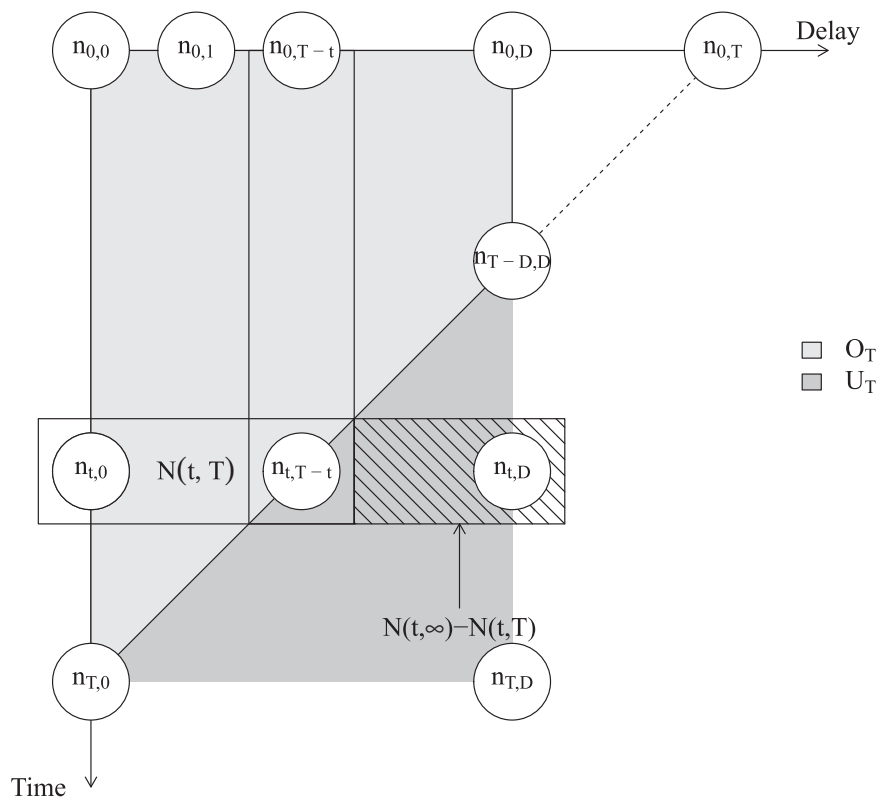 Delay
n0,0 n0,1 n0,T − t n0,D n0,T
nT − D,D
OT
UT
nt,0 N(t, T) nt,T − t nt,D
N(t,∞)−N(t,T)
nT,0 nT,D
Time